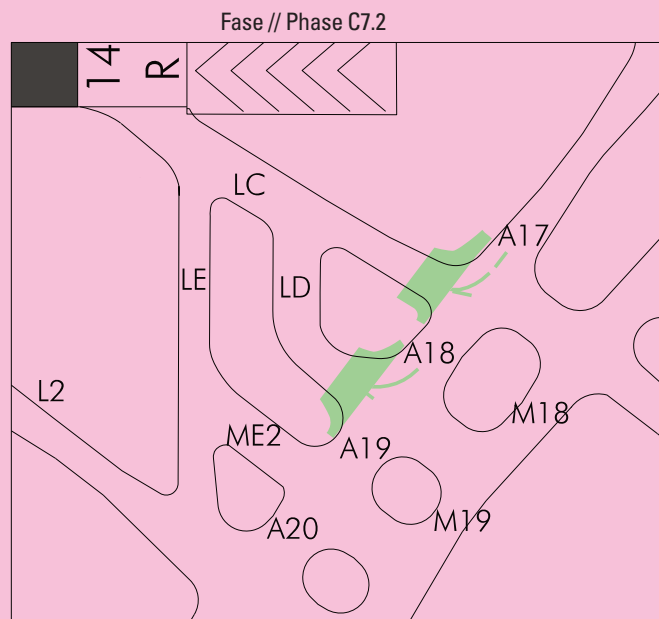 Fase // Phase C7.2
14
R
LC
A17
LE
LD
A18
L2
M18
ME2
A19
M19
A20